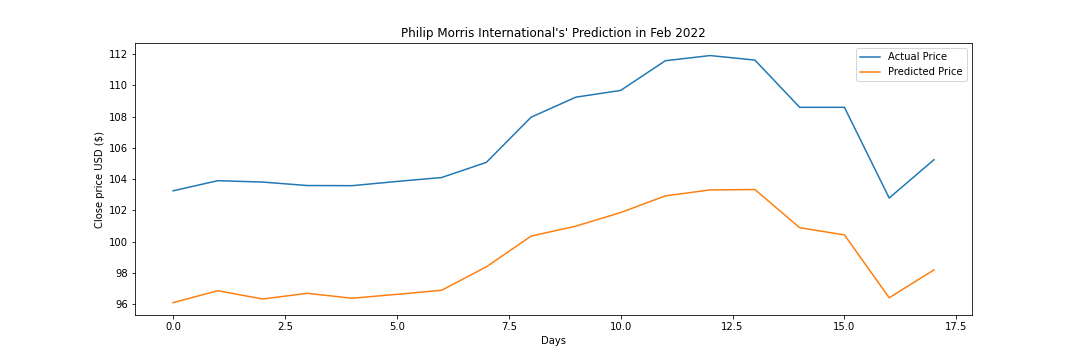 Philip Morris International's' Prediction in Feb 2022
Actual Price
Predicted Price
112
110
108
106
104
102
100
98
96
Close price USD ($)
0.0 2.5 5.0 7.5 10.0 12.5 15.0 17.5
Days